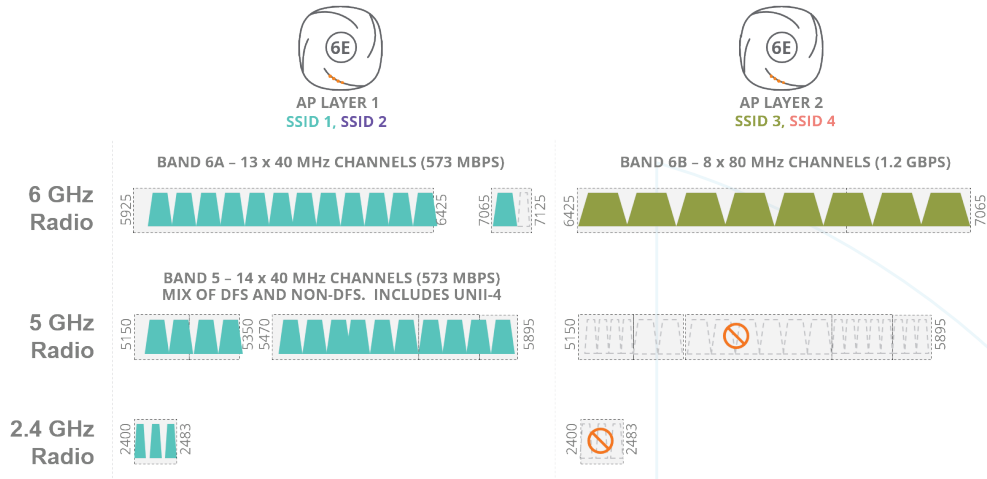 6E
6E
AP LAYER 1
AP LAYER 2
SSID 1, SSID 2
SSID 3, SSID 4
BAND 6A – 13 x 40 MHz CHANNELS (573 MBPS)
BAND 6B – 8 x 80 MHz CHANNELS (1.2 GBPS)
6 GHz
Radio
5925
6425
7065
7125
6425
7065
BAND 5 – 14 x 40 MHz CHANNELS (573 MBPS)
MIX OF DFS AND NON-DFS. INCLUDES UNII-4
5 GHz
Radio
5150
5350
5470
5895
5150
5895
2.4 GHz
Radio
2400
2483
2400
2483